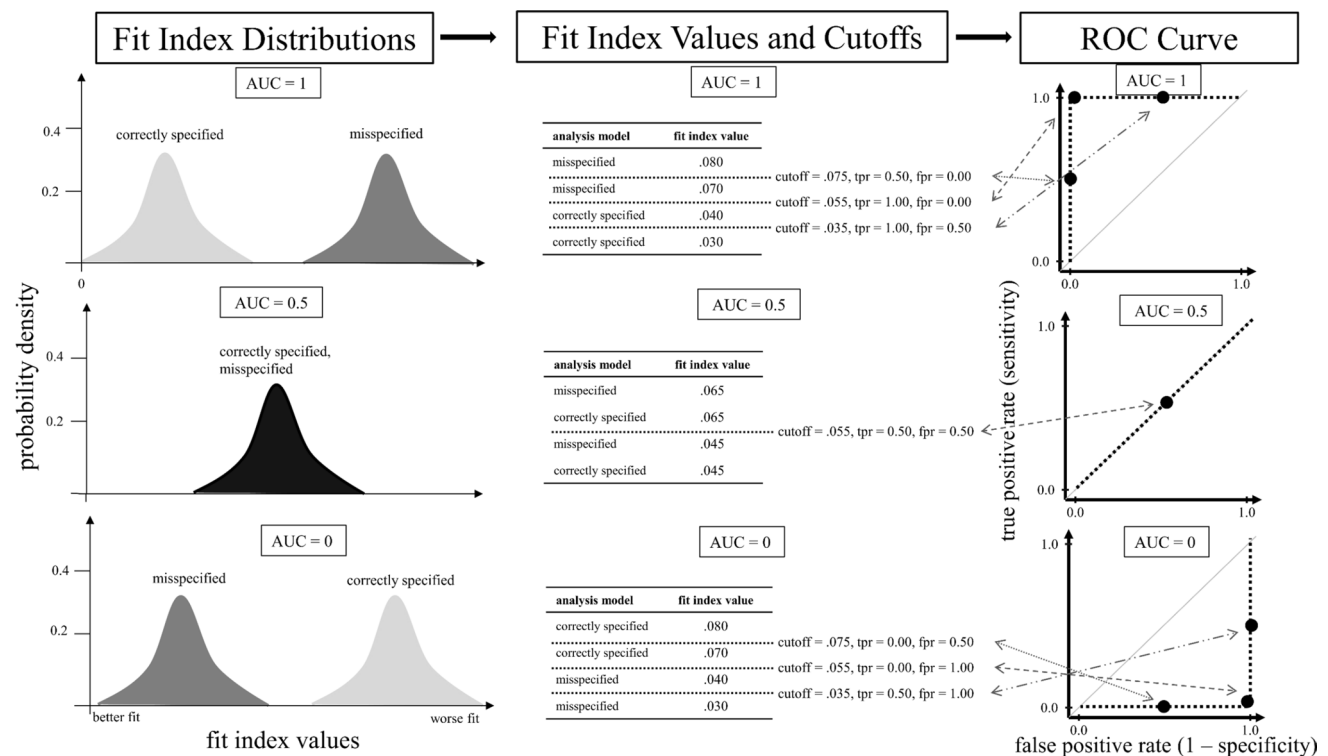 Fit Index Distributions
Fit Index Values and Cutoffs
ROC Curve
AUC = 1
0.4
0.2
correctly specified
misspecified
0
AUC = 1
analysis model fit index value
misspecified .080
cutoff = .075, tpr = 0.50, fpr = 0.00
misspecified .070
cutoff = .055, tpr = 1.00, fpr = 0.00
correctly specified .040
cutoff = .035, tpr = 1.00, fpr = 0.50
correctly specified .030
AUC = 1
1.0
0.0
0.0 1.0
probability density
AUC = 0.5
0.4
0.2
correctly specified,
misspecified
AUC = 0.5
analysis model fit index value
misspecified .065
correctly specified .065
cutoff = .055, tpr = 0.50, fpr = 0.50
misspecified .045
correctly specified .045
true positive rate (sensitivity)
AUC = 0.5
1.0
0.0
0.0 1.0
AUC = 0
0.4
0.2
misspecified
correctly specified
better fit
worse fit
fit index values
AUC = 0
analysis model fit index value
correctly specified .080
cutoff = .075, tpr = 0.00, fpr = 0.50
correctly specified .070
cutoff = .055, tpr = 0.00, fpr = 1.00
misspecified .040
cutoff = .035, tpr = 0.50, fpr = 1.00
misspecified .030
AUC = 0
1.0
0.0
0.0 1.0
false positive rate (1 – specificity)